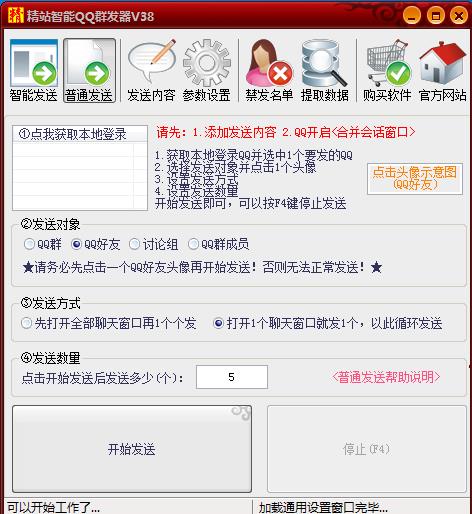 精 精站智能QQ群发器V38
智能发送 普通发送 发送内容 参数设置 禁发名单 提取数据 购买软件 官方网站
①点我获取本地登录
请先：1.添加发送内容 2.QQ开启<合并会话窗口>
1.获取本地登录QQ并选中1个要发的QQ
2.选择发送对象并点击1个头像
3.设置发送方式
4.设置发送数量
开始发送即可，可以按F4键停止发送
点击头像示意图
(QQ好友)
②发送对象
QQ群 QQ好友 讨论组 QQ群成员
★请务必先点击一个QQ好友头像再开始发送！否则无法正常发送！★
③发送方式
先打开全部聊天窗口再1个个发 打开1个聊天窗口就发1个，以此循环发送
④发送数量
点击开始发送后发送多少(个)： 5 <普通发送帮助说明>
开始发送 停止(F4)
可以开始工作了... 加载通用设置窗口完毕...